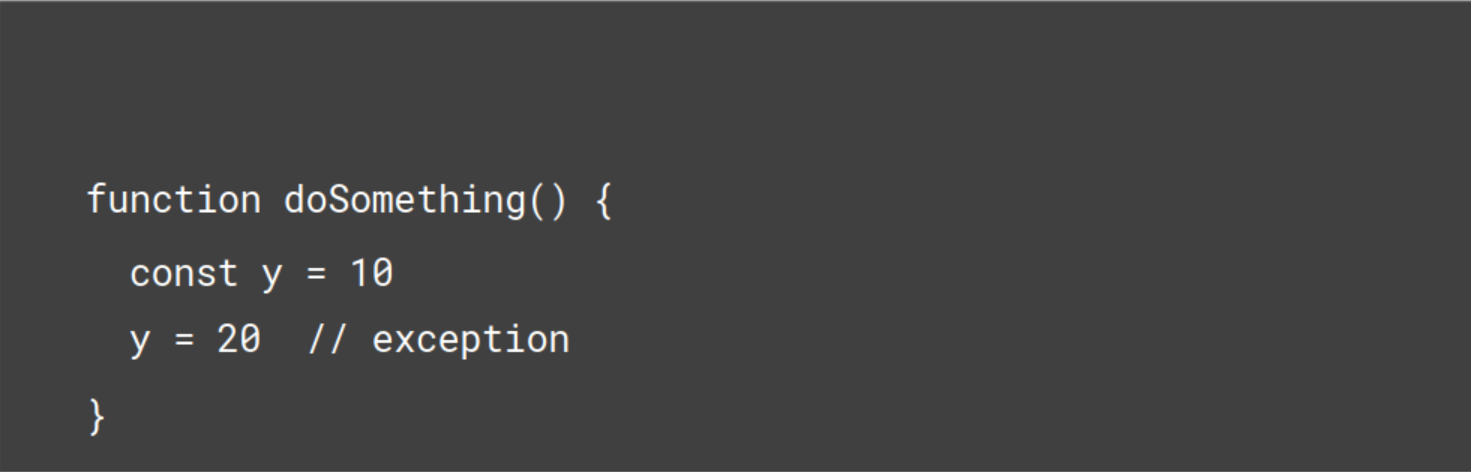 function doSomething() {
  const y = 10
  y = 20  // exception
}